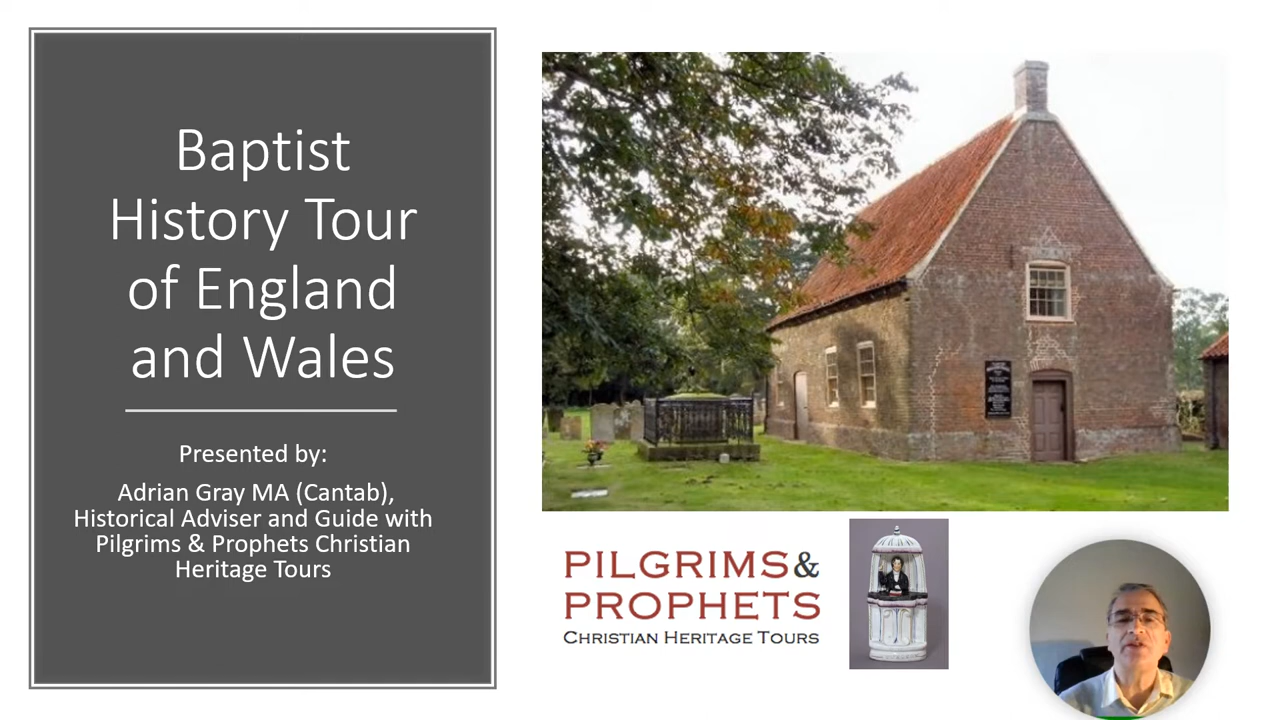 Baptist
History Tour
of England
and Wales
Presented by:
Adrian Gray MA (Cantab),
Historical Adviser and Guide with
Pilgrims & Prophets Christian
Heritage Tours
PILGRIMS&
PROPHETS
CHRISTIAN HERITAGE TOURS